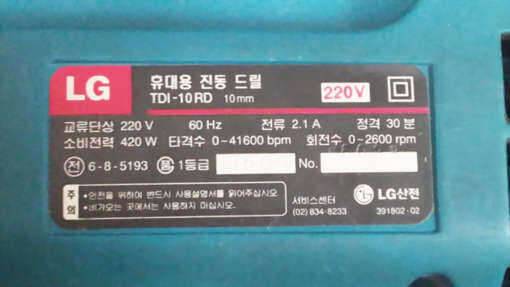 LG
휴대용 진동 드릴
TDI-10RD 10mm
220V
교류단상 220 V 60 Hz 전류 2.1 A 정격 30 분
소비전력 420 W 타격수 0~41600 bpm 회전수 0~2600 rpm
전 6-8-5193 품 1등급 No.
주의
•안전을 위하여 반드시 사용설명서를 읽어주십시오
•비가오는 곳에서는 사용하지 마십시오.
서비스센터
(02) 834-8233
LG산전
391802-02